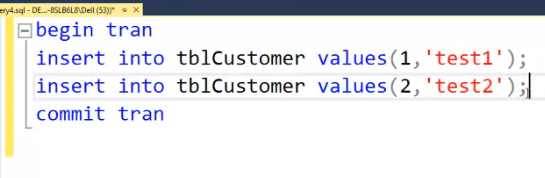 ery4.sql - DE...-8SLB6L8\Dell (53))*
begin tran
insert into tblCustomer values(1,'test1');
insert into tblCustomer values(2,'test2');
commit tran